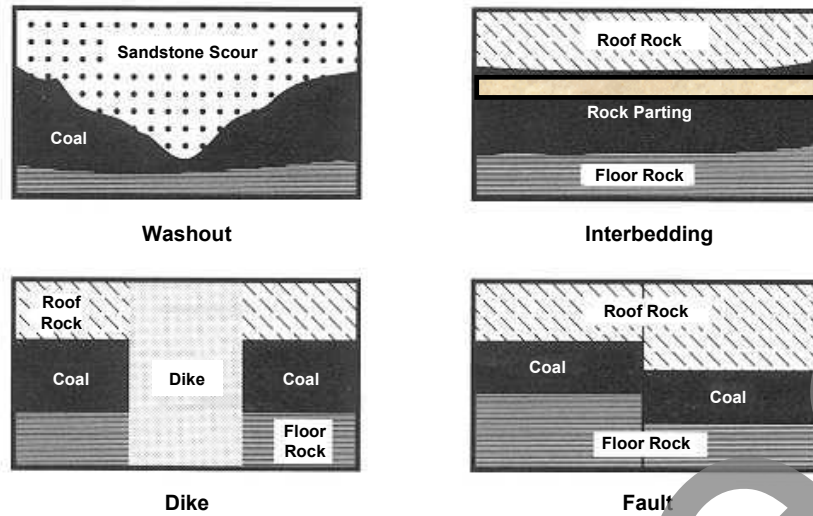 Sandstone Scour
Coal
Washout
Roof Rock
Rock Parting
Floor Rock
Interbedding
Roof
Rock
Coal
Dike
Coal
Floor
Rock
Dike
Roof Rock
Coal
Coal
Floor Rock
Fault